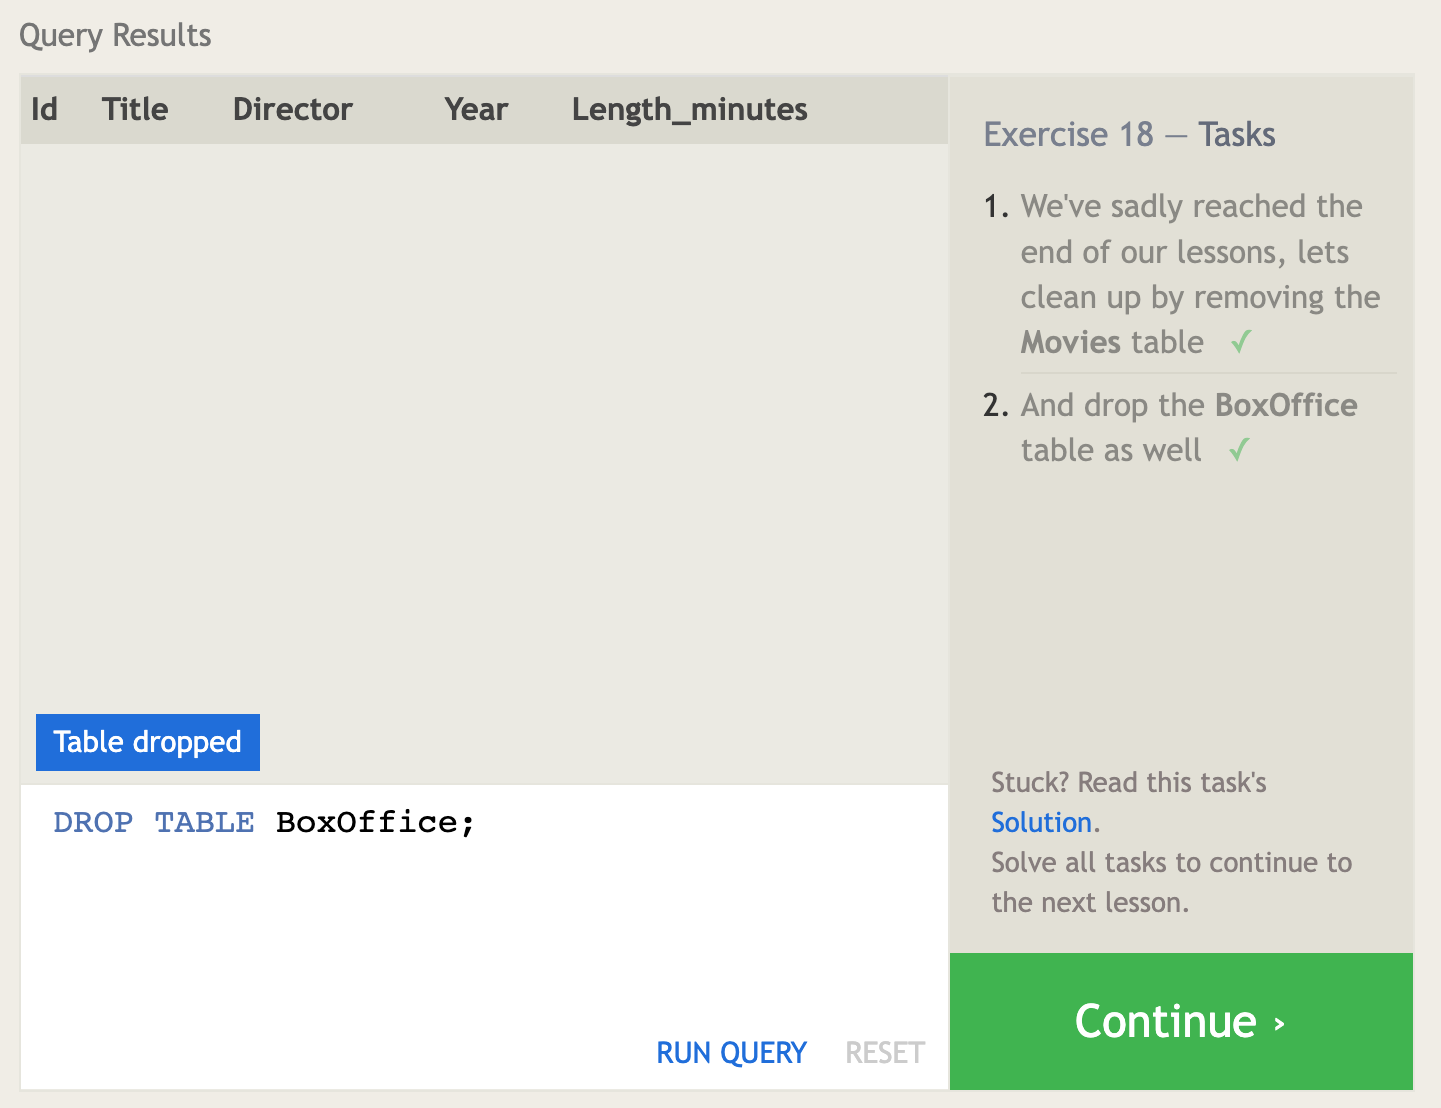 Query Results
Id Title Director Year Length_minutes
Table dropped
DROP TABLE BoxOffice;
RUN QUERY RESET
Exercise 18 — Tasks
1. We've sadly reached the
end of our lessons, lets
clean up by removing the
Movies table ✓
2. And drop the BoxOffice
table as well ✓
Stuck? Read this task's
Solution.
Solve all tasks to continue to
the next lesson.
Continue ›